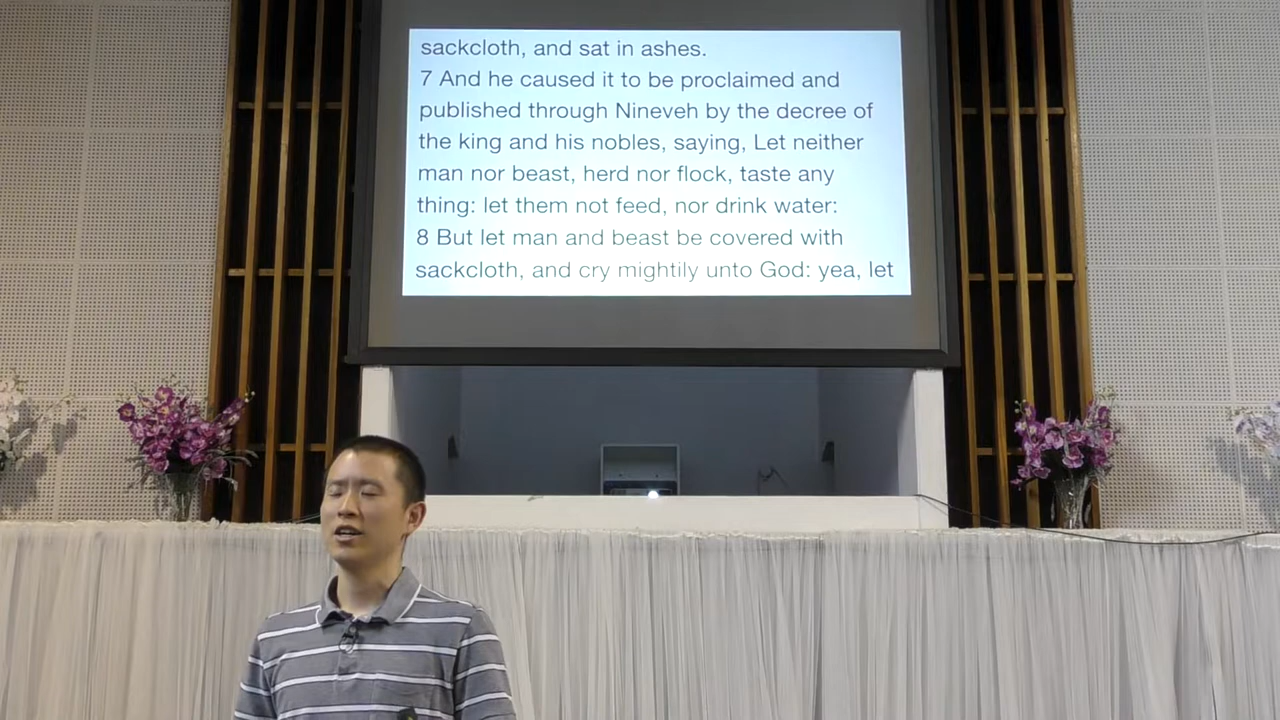 sackcloth, and sat in ashes.
7 And he caused it to be proclaimed and
published through Nineveh by the decree of
the king and his nobles, saying, Let neither
man nor beast, herd nor flock, taste any
thing: let them not feed, nor drink water:
8 But let man and beast be covered with
sackcloth, and cry mightily unto God: yea, let